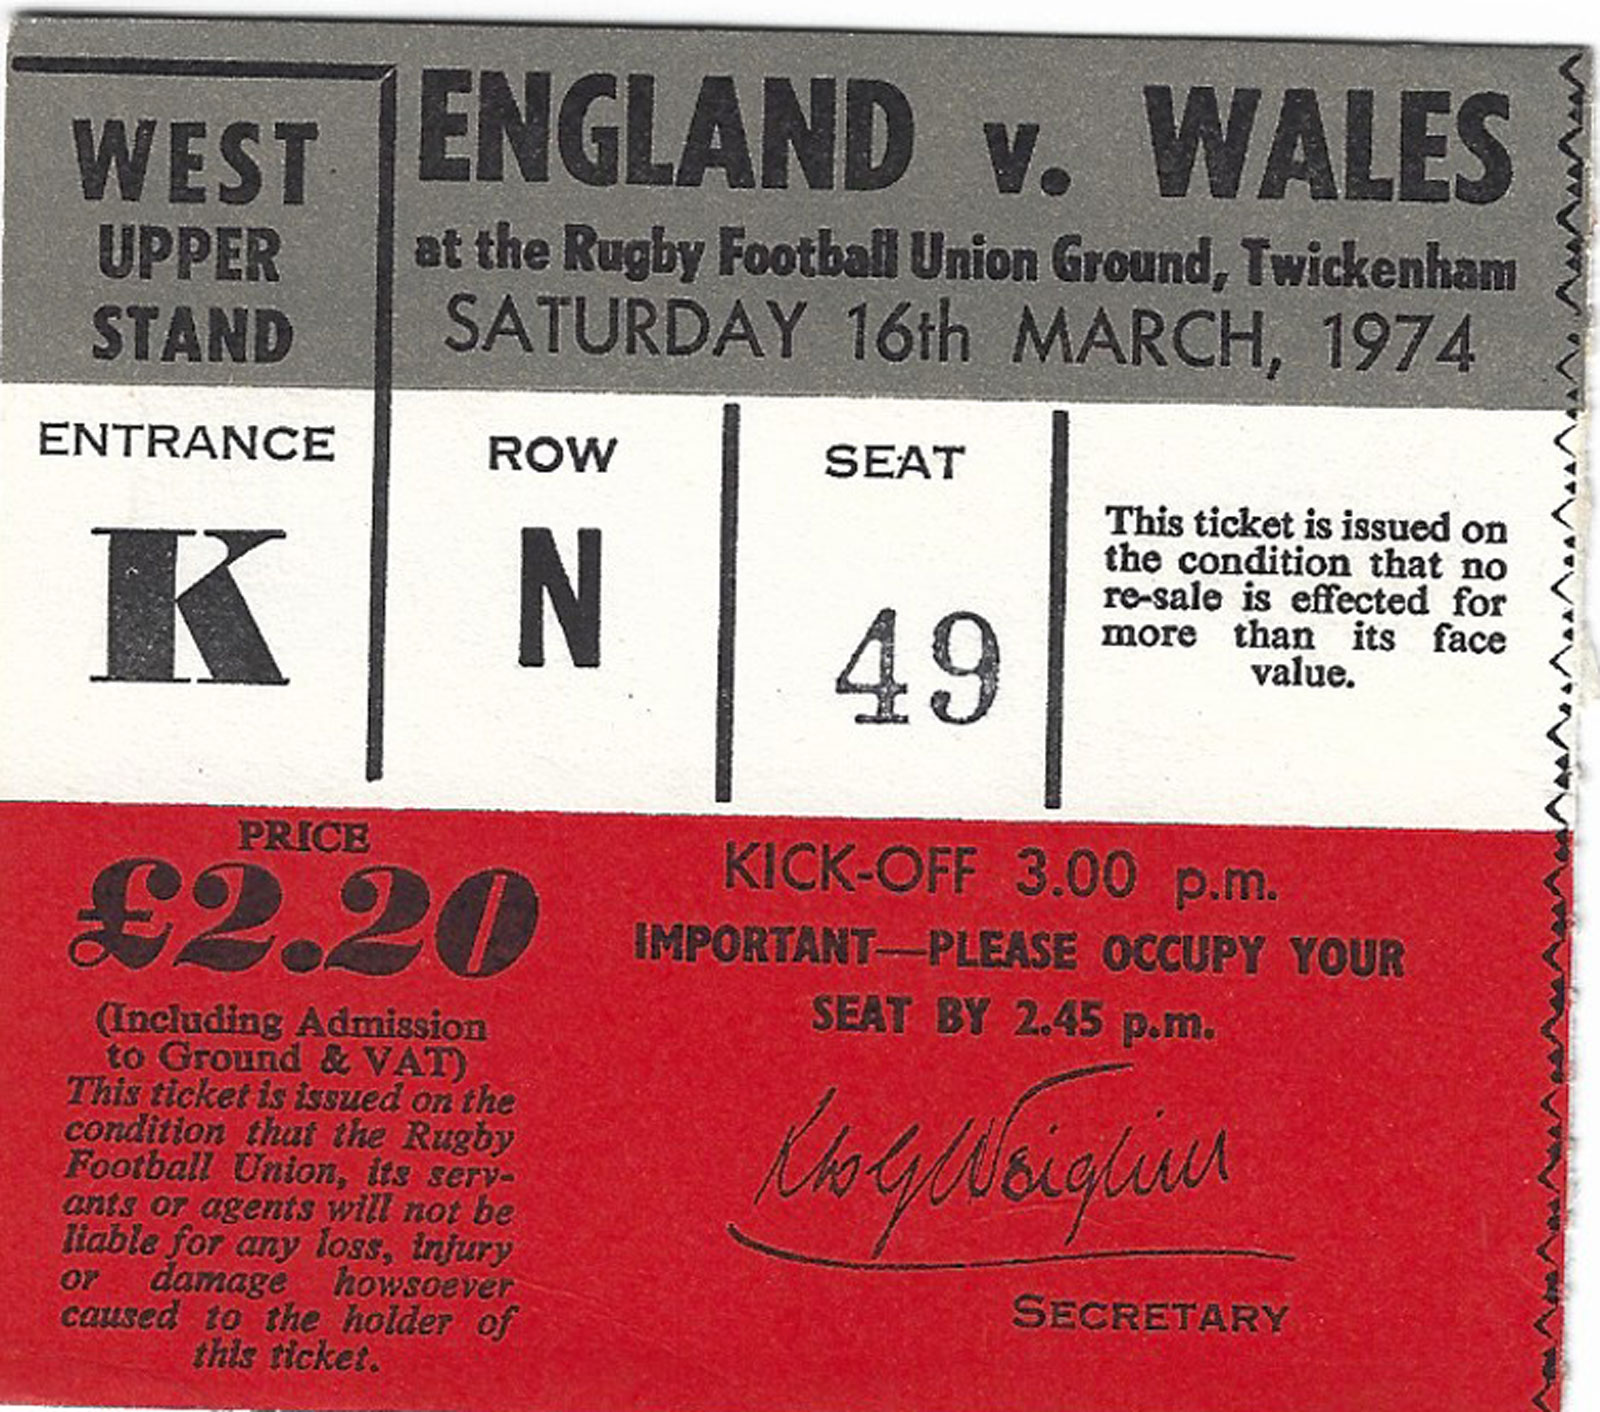 WEST
UPPER
STAND
ENGLAND v. WALES
at the Rugby Football Union Ground, Twickenham
SATURDAY 16th MARCH, 1974
ENTRANCE
K
ROW
N
SEAT
49
This ticket is issued on
the condition that no
re-sale is effected for
more than its face
value.
PRICE
£2.20
(Including Admission
to Ground & VAT)
This ticket is issued on the
condition that the Rugby
Football Union, its serv-
ants or agents will not be
liable for any loss, injury
or damage howsoever
caused to the holder of
this ticket.
KICK-OFF 3.00 p.m.
IMPORTANT—PLEASE OCCUPY YOUR
SEAT BY 2.45 p.m.
SECRETARY